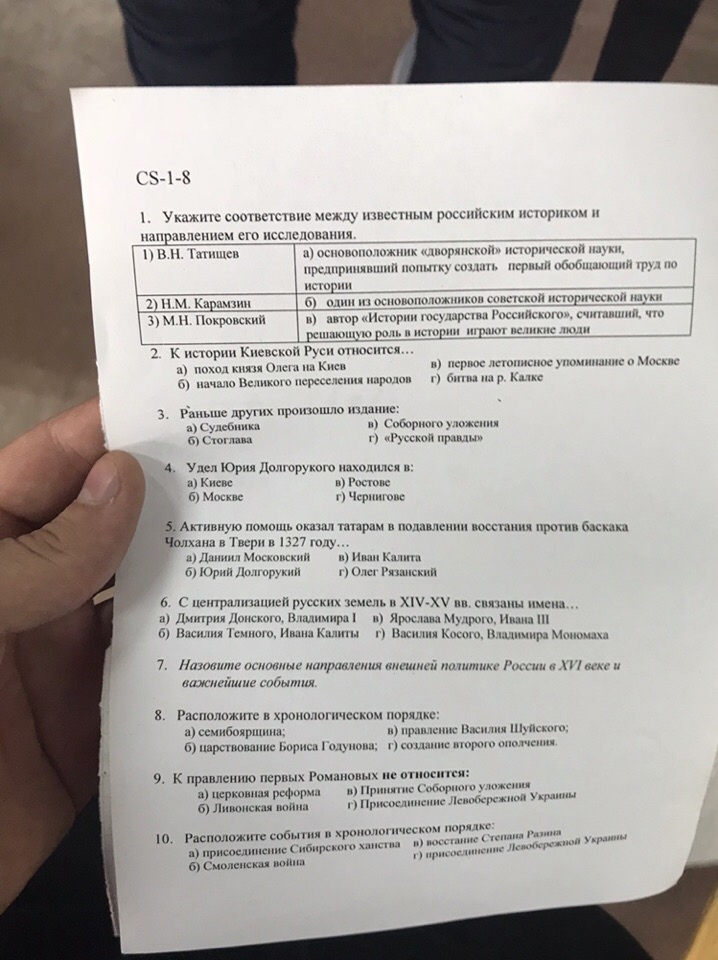 CS-1-8
1. Укажите соответствие между известным российским историком и
направлением его исследования.
1) В.Н. Татищев
а) основоположник «дворянской» исторической науки,
предпринявший попытку создать первый обобщающий труд по
истории
2) Н.М. Карамзин
б) один из основоположников советской исторической науки
3) М.Н. Покровский
в) автор «Истории государства Российского», считавший, что
решающую роль в истории играют великие люди
2. К истории Киевской Руси относится…
а) поход князя Олега на Киев в) первое летописное упоминание о Москве
б) начало Великого переселения народов г) битва на р. Калке
3. Раньше других произошло издание:
а) Судебника в) Соборного уложения
б) Стоглава г) «Русской правды»
4. Удел Юрия Долгорукого находился в:
а) Киеве в) Ростове
б) Москве г) Чернигове
5. Активную помощь оказал татарам в подавлении восстания против баскака
Чолхана в Твери в 1327 году…
а) Даниил Московский в) Иван Калита
б) Юрий Долгорукий г) Олег Рязанский
6. С централизацией русских земель в XIV-XV вв. связаны имена…
а) Дмитрия Донского, Владимира I в) Ярослава Мудрого, Ивана III
б) Василия Темного, Ивана Калиты г) Василия Косого, Владимира Мономаха
7. Назовите основные направления внешней политике России в XVI веке и
важнейшие события.
8. Расположите в хронологическом порядке:
а) семибоярщина; в) правление Василия Шуйского;
б) царствование Бориса Годунова; г) создание второго ополчения.
9. К правлению первых Романовых не относится:
а) церковная реформа в) Принятие Соборного уложения
б) Ливонская война г) Присоединение Левобережной Украины
10. Расположите события в хронологическом порядке:
а) присоединение Сибирского ханства в) восстание Степана Разина
б) Смоленская война г) присоединение Левобережной Украины